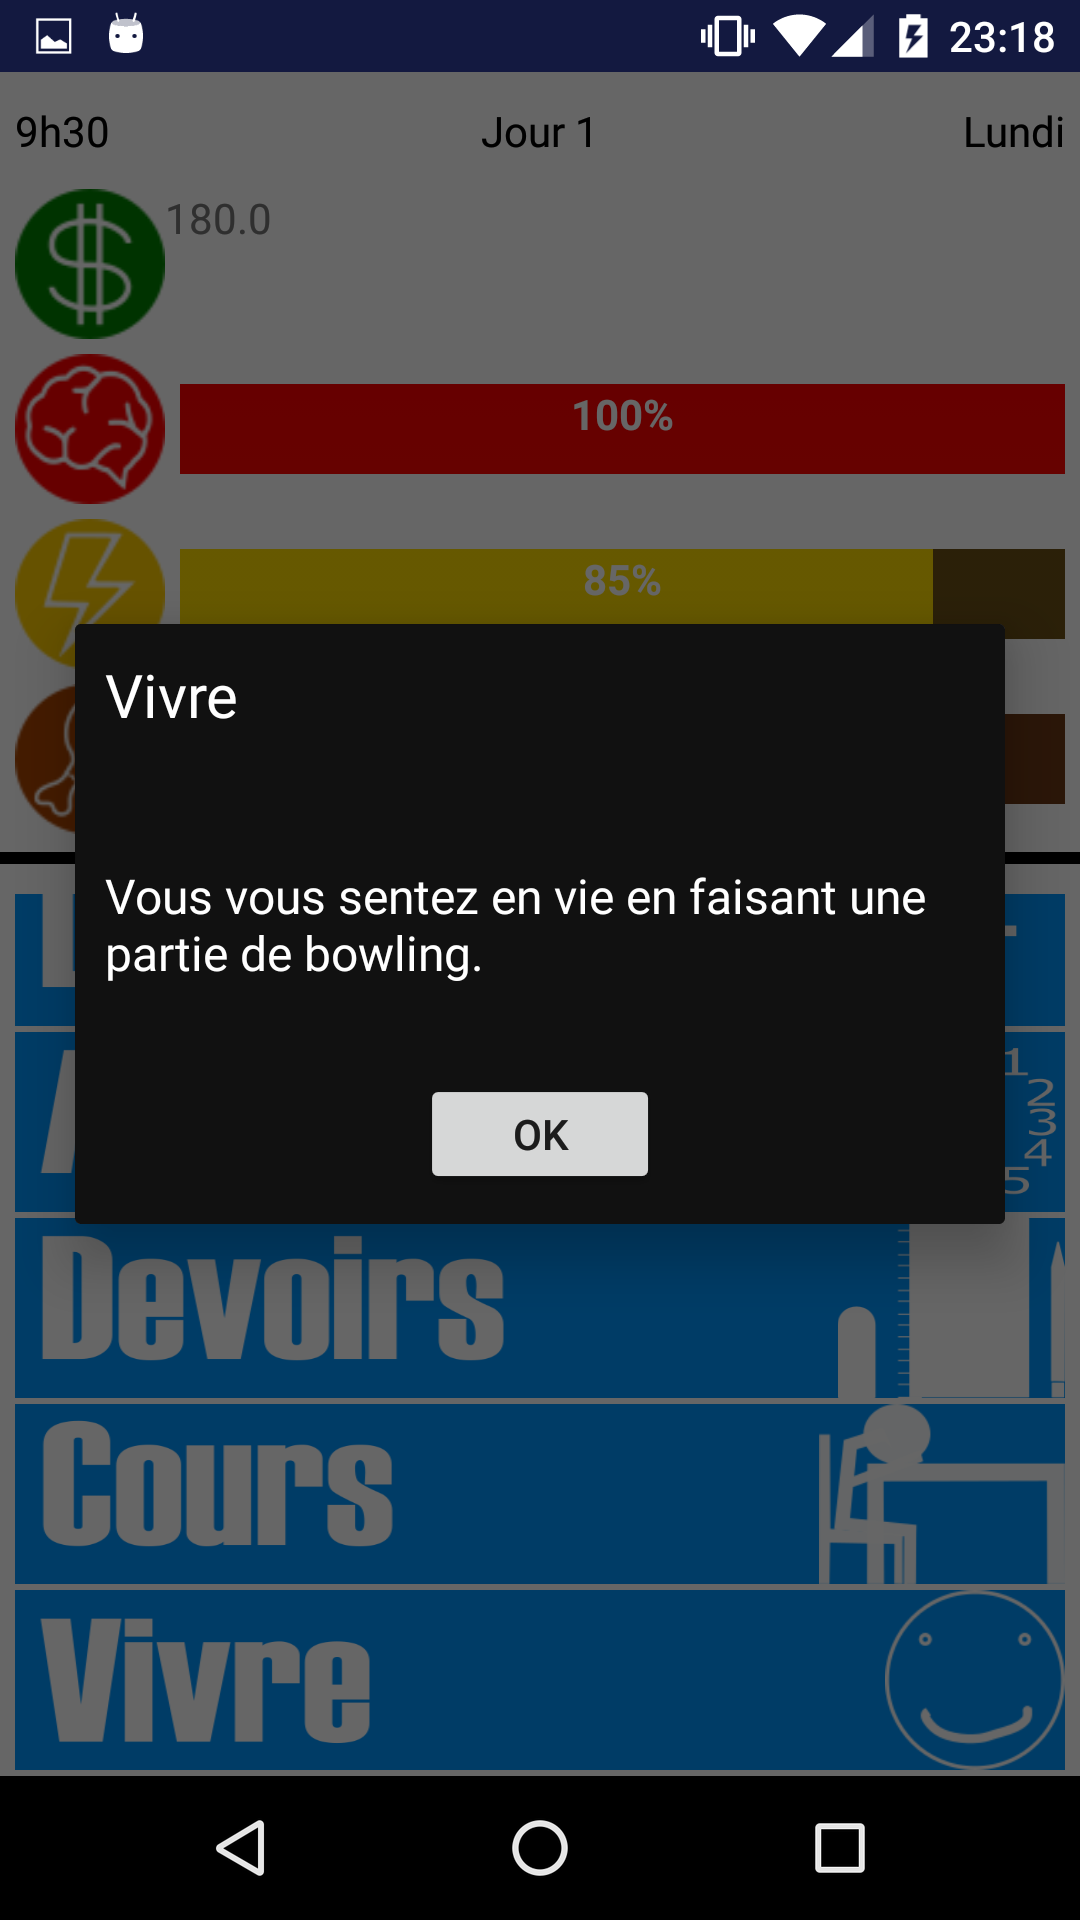 23:18
9h30 Jour 1 Lundi
180.0
100%
85%
Vivre
Vous vous sentez en vie en faisant une
partie de bowling.
OK
1
2
3
4
5
Devoirs
Cours
Vivre